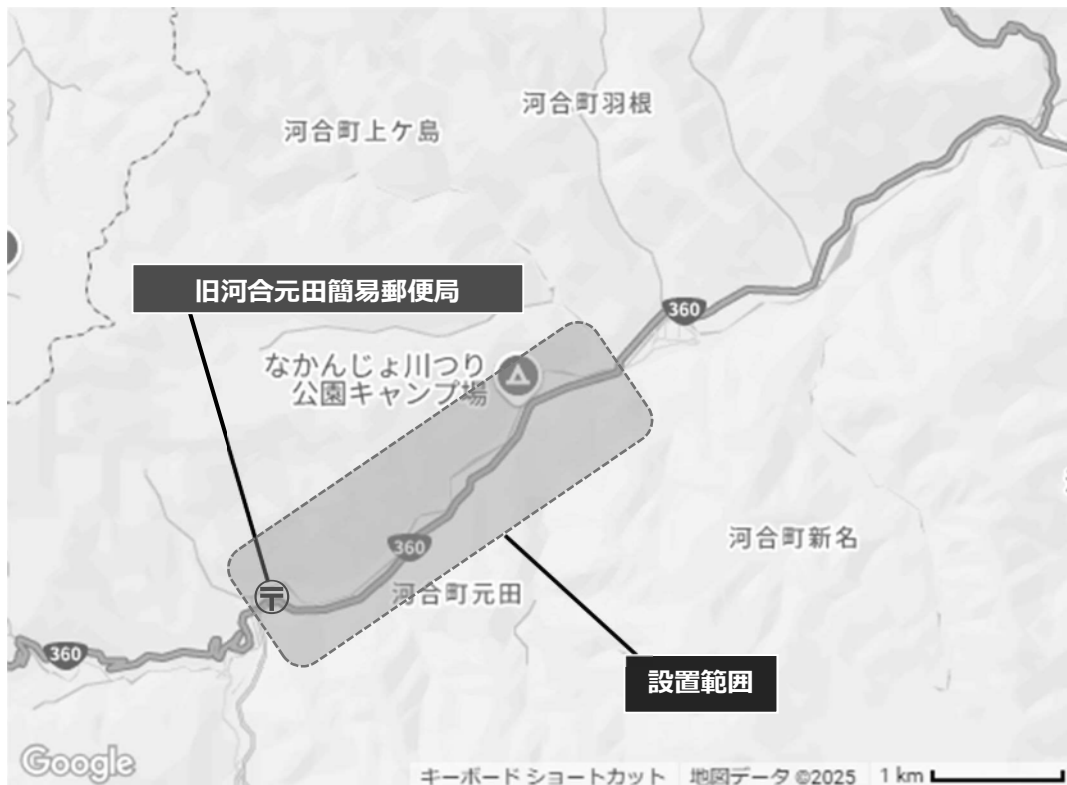 河合町羽根
河合町上ケ島
旧河合元田簡易郵便局
360
なかんじょ川つり
公園キャンプ場
河合町新名
360
河合町元田
360
設置範囲
Google
キーボード ショートカット
地図データ ©2025
1 km